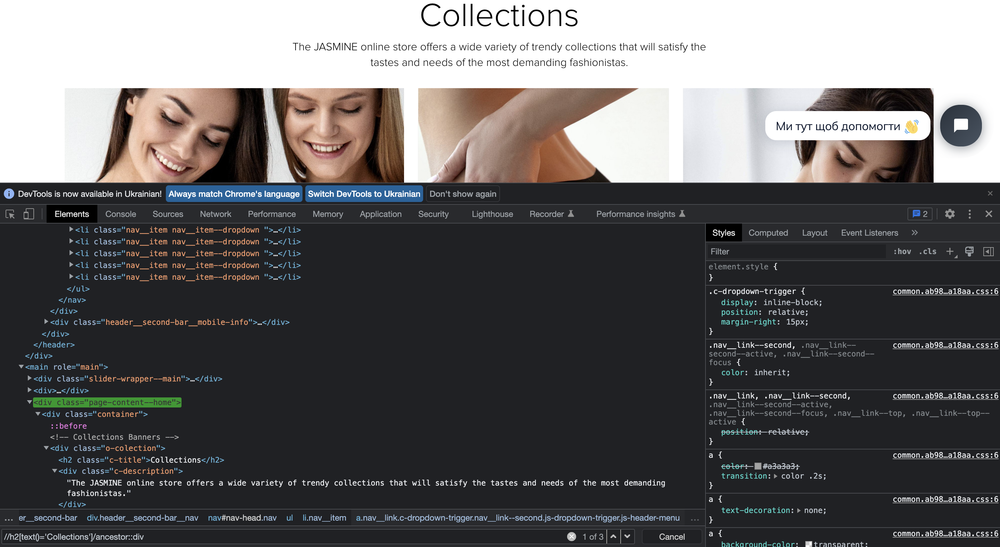 Collections
The JASMINE online store offers a wide variety of trendy collections that will satisfy the
tastes and needs of the most demanding fashionistas.
Ми тут щоб допомогти 👋
DevTools is now available in Ukrainian! Always match Chrome's language Switch DevTools to Ukrainian Don't show again
Elements Console Sources Network Performance Memory Application Security Lighthouse Recorder Performance insights 2
<li class="nav__item nav__item--dropdown ">…</li>
<li class="nav__item nav__item--dropdown ">…</li>
<li class="nav__item nav__item--dropdown ">…</li>
<li class="nav__item nav__item--dropdown ">…</li>
<li class="nav__item nav__item--dropdown ">…</li>
</ul>
</nav>
</div>
<div class="header__second-bar__mobile-info">…</div>
</div>
</header>
</div>
<main role="main">
<div class="slider-wrapper--main">…</div>
<div>…</div>
<div class="page-content--home">
<div class="container">
::before
<!-- Collections Banners -->
<div class="o-colection">
<h2 class="c-title">Collections</h2>
<div class="c-description">
"The JASMINE online store offers a wide variety of trendy collections that will satisfy the tastes and needs of the most demanding
fashionistas."
</div>
... er__second-bar div.header__second-bar__nav nav#nav-head.nav ul li.nav__item a.nav__link.c-dropdown-trigger.nav__link--second.js-dropdown-trigger.js-header-menu ...
//h2[text()='Collections']/ancestor::div 1 of 3 Cancel
Styles Computed Layout Event Listeners »
Filter :hov .cls +
element.style {
}
.c-dropdown-trigger { common.ab98…a18aa.css:6
display: inline-block;
position: relative;
margin-right: 15px;
}
.nav__link--second, .nav__link-- common.ab98…a18aa.css:6
second--active, .nav__link--second--
focus {
color: inherit;
}
.nav__link, .nav__link--second, common.ab98…a18aa.css:6
.nav__link--second--active,
.nav__link--second--focus, .nav__link--top, .nav__link--top--
active {
position: relative;
}
a { common.ab98…a18aa.css:6
color: #a3a3a3;
transition: color .2s;
}
a { common.ab98…a18aa.css:6
text-decoration: none;
}
a { common.ab98…a18aa.css:6
background-color: transparent;